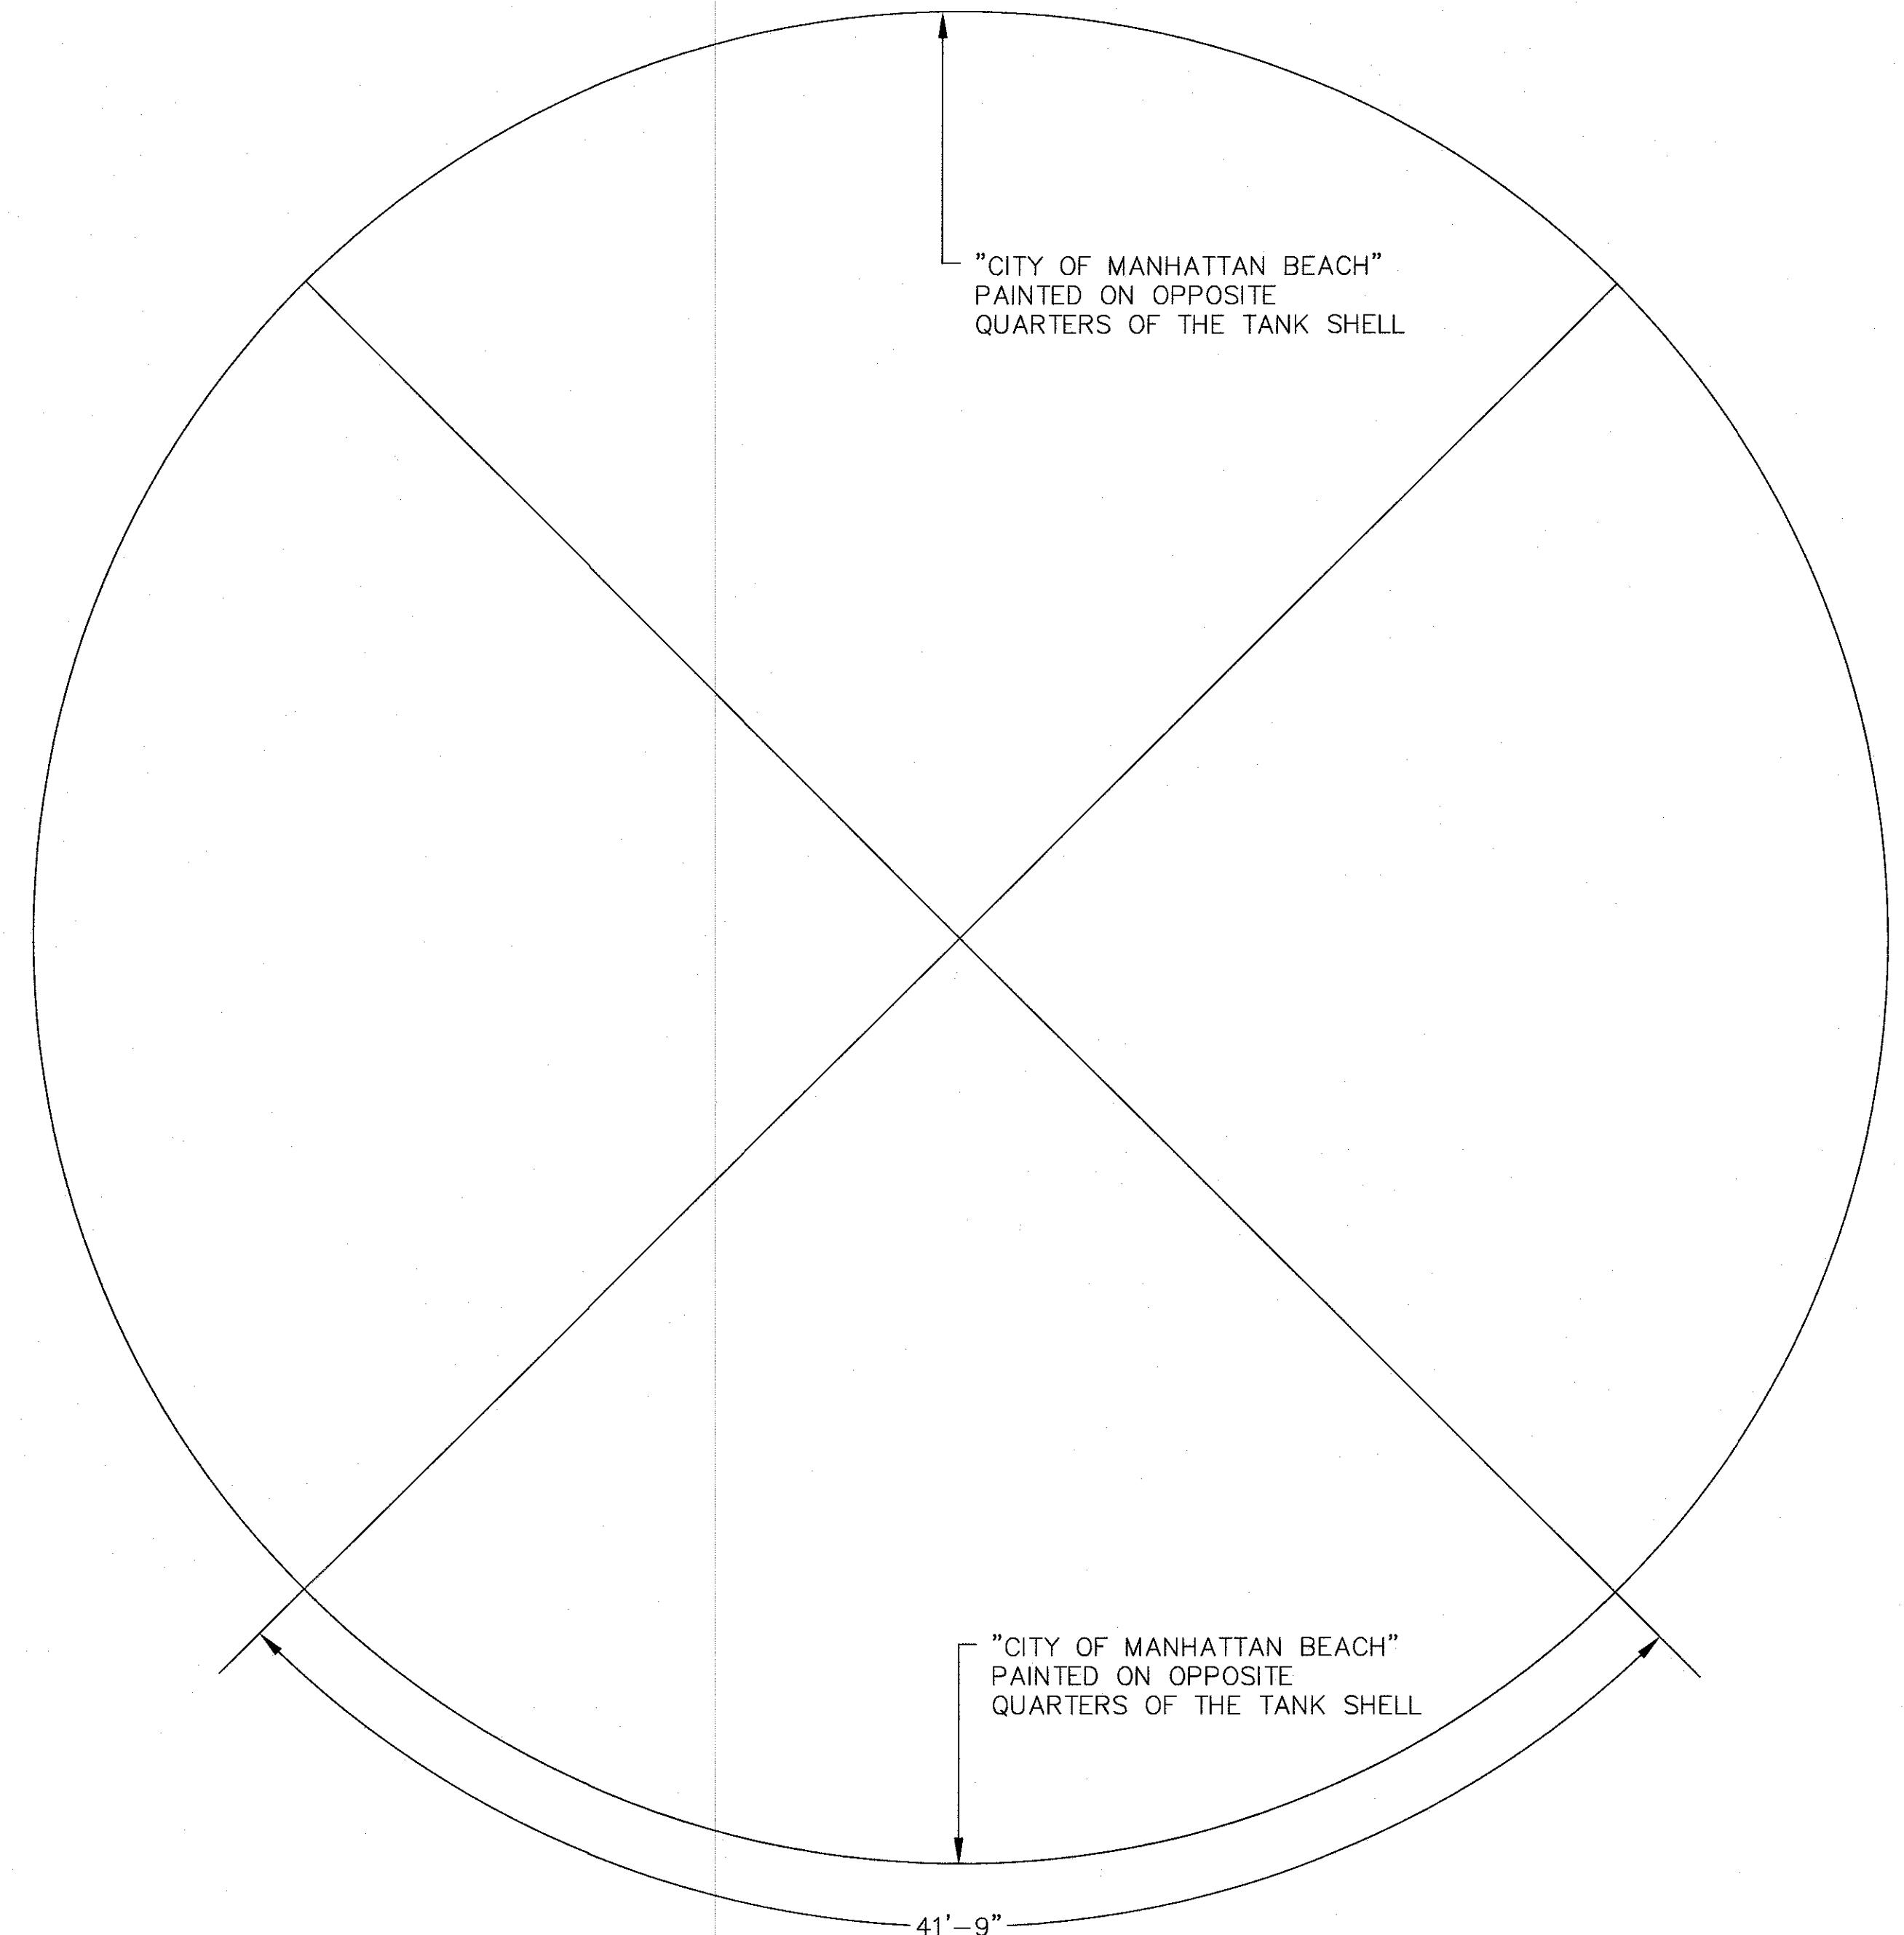 "CITY OF MANHATTAN BEACH"
PAINTED ON OPPOSITE
QUARTERS OF THE TANK SHELL
"CITY OF MANHATTAN BEACH"
PAINTED ON OPPOSITE
QUARTERS OF THE TANK SHELL
41'-9"